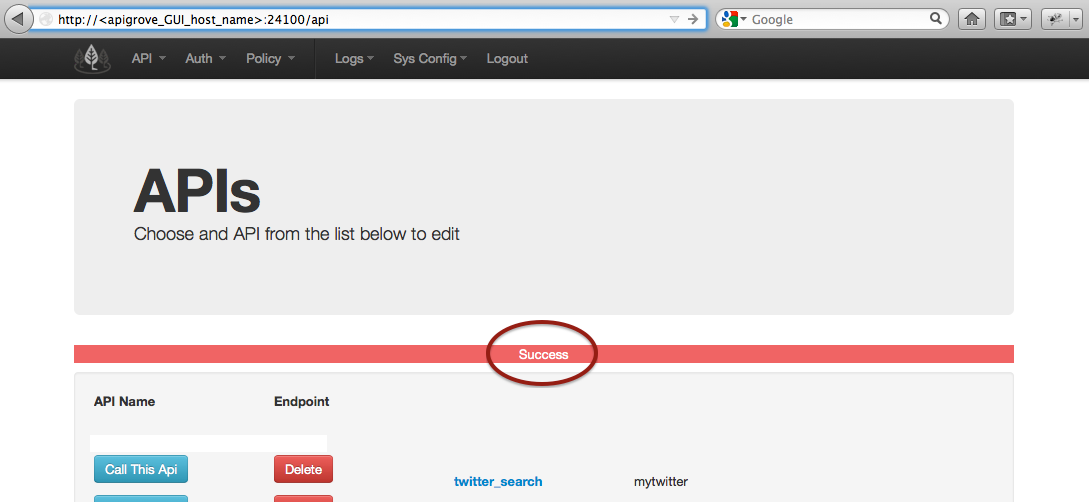 http://<apigrove_GUI_host_name>:24100/api
Google
API Auth Policy Logs Sys Config Logout
APIs
Choose and API from the list below to edit
Success
API Name Endpoint
Call This Api Delete
twitter_search mytwitter